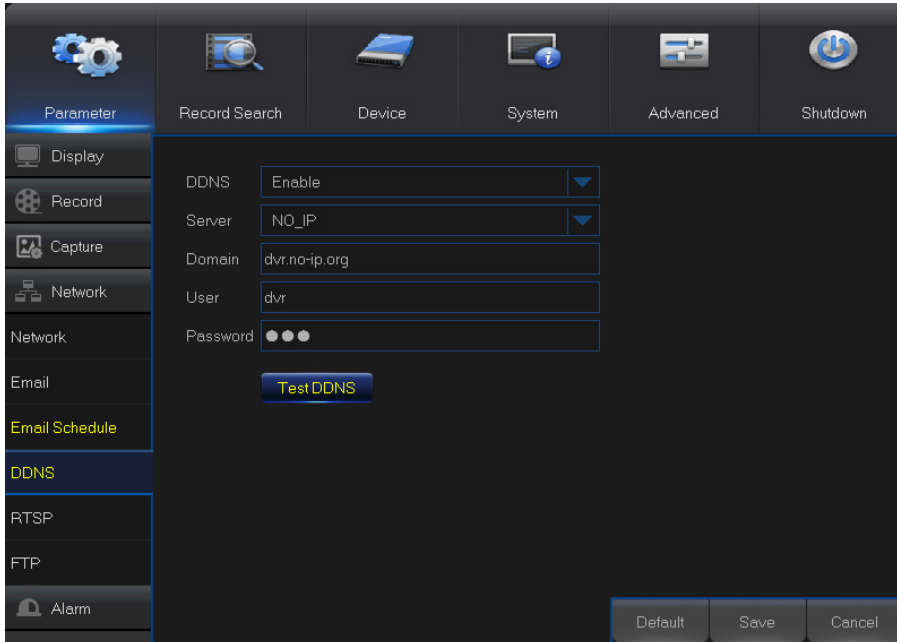 Parameter
Record Search
Device
System
Advanced
Shutdown
Display
Record
Capture
Network
Network
Email
Email Schedule
DDNS
RTSP
FTP
Alarm
DDNS Enable
Server NO_IP
Domain dvr.no-ip.org
User dvr
Password ●●●
Test DDNS
Default
Save
Cancel